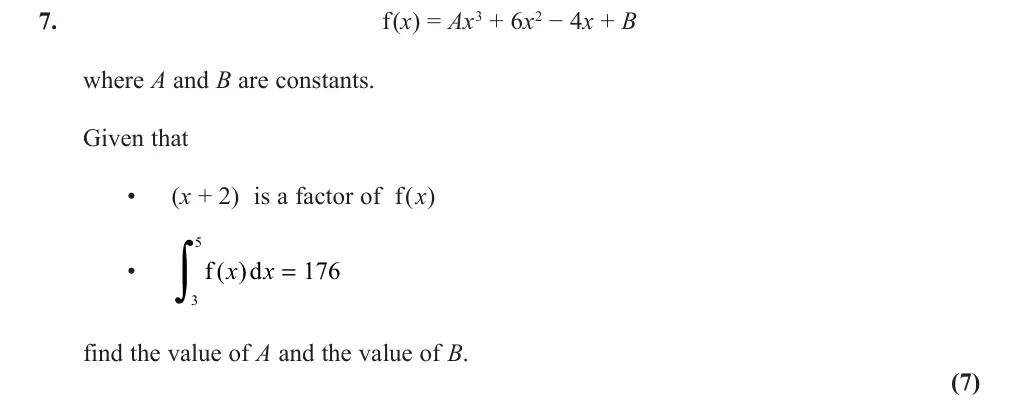 7. f(x) = Ax³ + 6x² − 4x + B
where A and B are constants.
Given that
• (x + 2) is a factor of f(x)
• ∫₃⁵ f(x)dx = 176
find the value of A and the value of B.
(7)